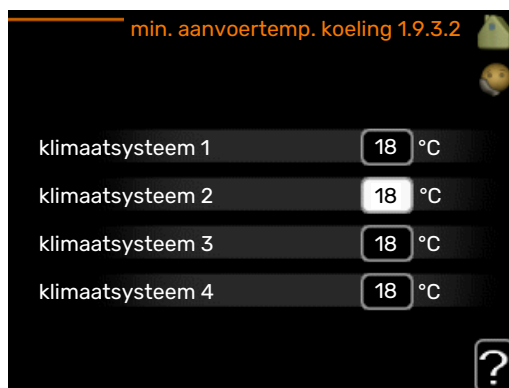 min. aanvoertemp. koeling 1.9.3.2
klimaatsysteem 1 18 °C
klimaatsysteem 2 18 °C
klimaatsysteem 3 18 °C
klimaatsysteem 4 18 °C
?